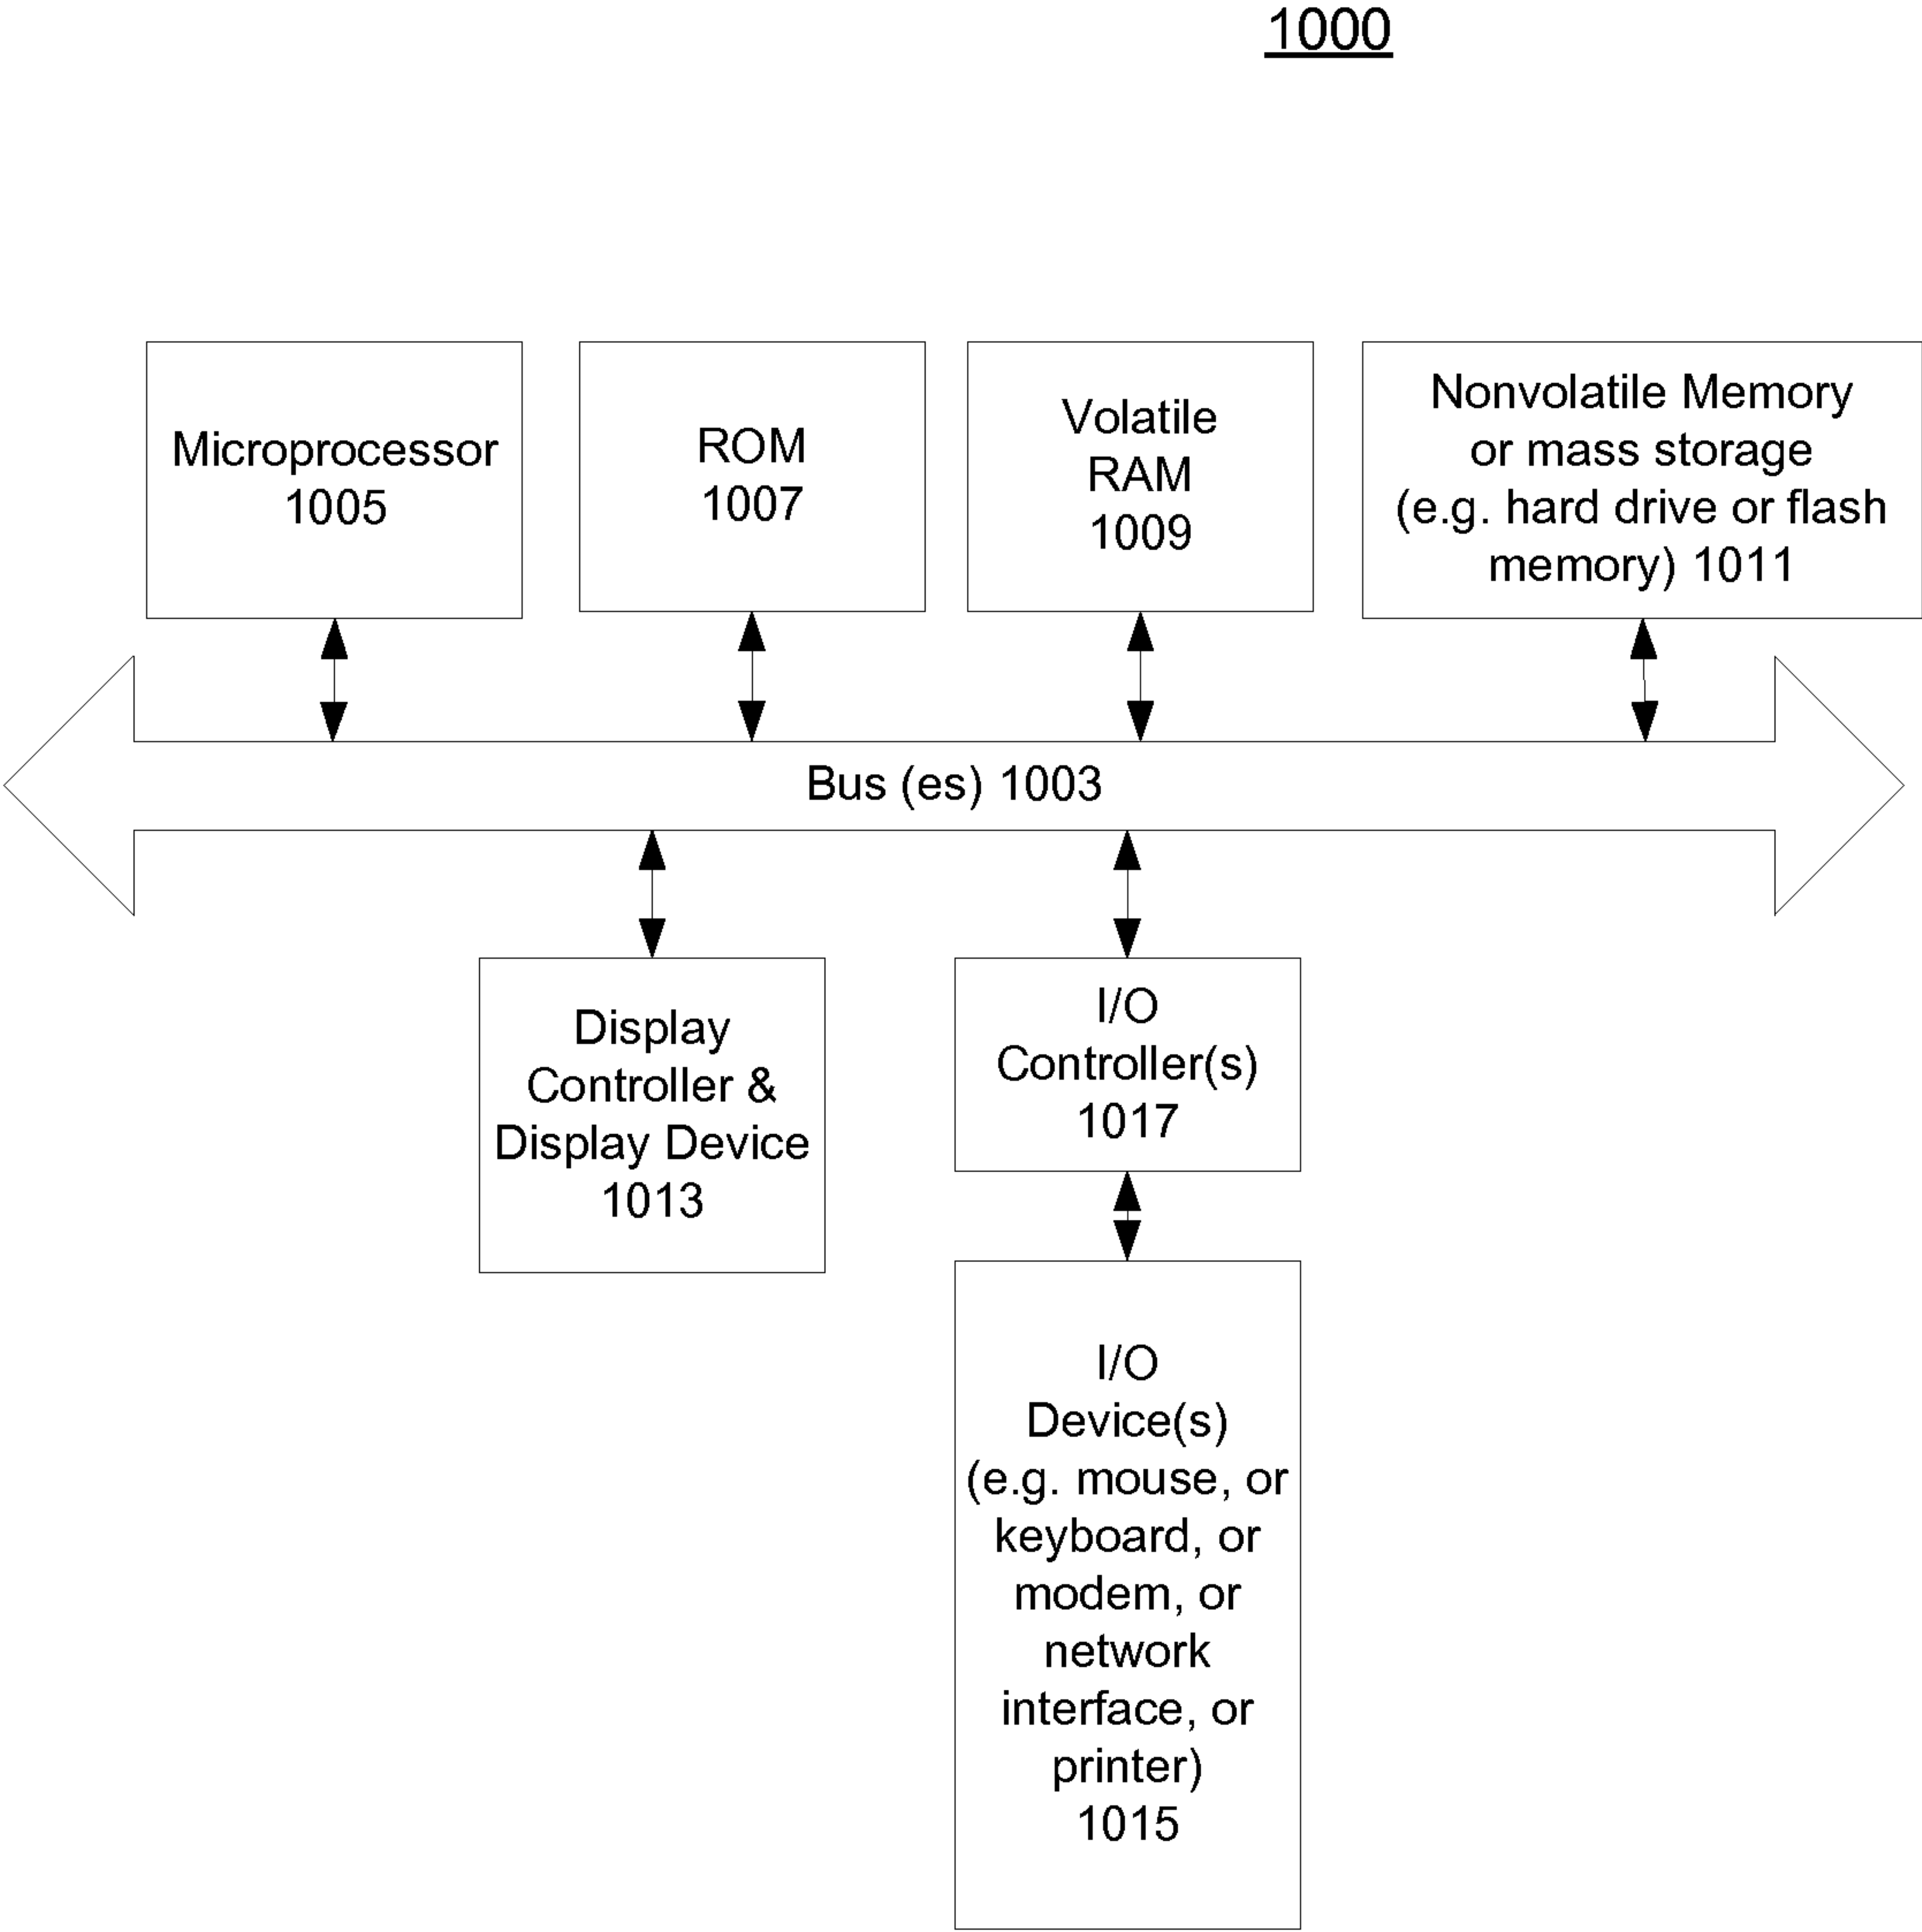 1000
Microprocessor
1005
ROM
1007
Volatile
RAM
1009
Nonvolatile Memory
or mass storage
(e.g. hard drive or flash
memory) 1011
Bus (es) 1003
Display
Controller &
Display Device
1013
I/O
Controller(s)
1017
I/O
Device(s)
(e.g. mouse, or
keyboard, or
modem, or
network
interface, or
printer)
1015